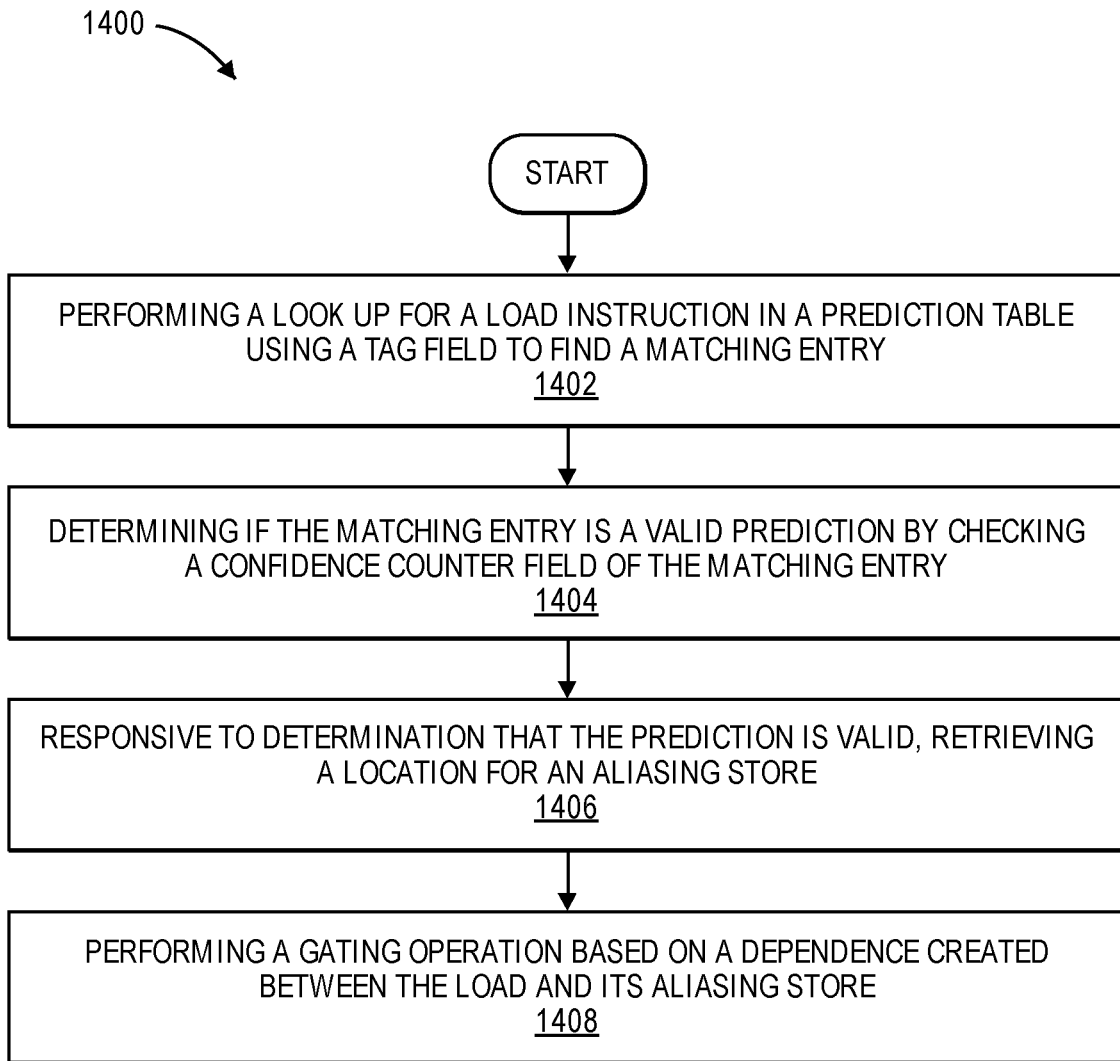 1400
START
PERFORMING A LOOK UP FOR A LOAD INSTRUCTION IN A PREDICTION TABLE
USING A TAG FIELD TO FIND A MATCHING ENTRY
1402
DETERMINING IF THE MATCHING ENTRY IS A VALID PREDICTION BY CHECKING
A CONFIDENCE COUNTER FIELD OF THE MATCHING ENTRY
1404
RESPONSIVE TO DETERMINATION THAT THE PREDICTION IS VALID, RETRIEVING
A LOCATION FOR AN ALIASING STORE
1406
PERFORMING A GATING OPERATION BASED ON A DEPENDENCE CREATED
BETWEEN THE LOAD AND ITS ALIASING STORE
1408